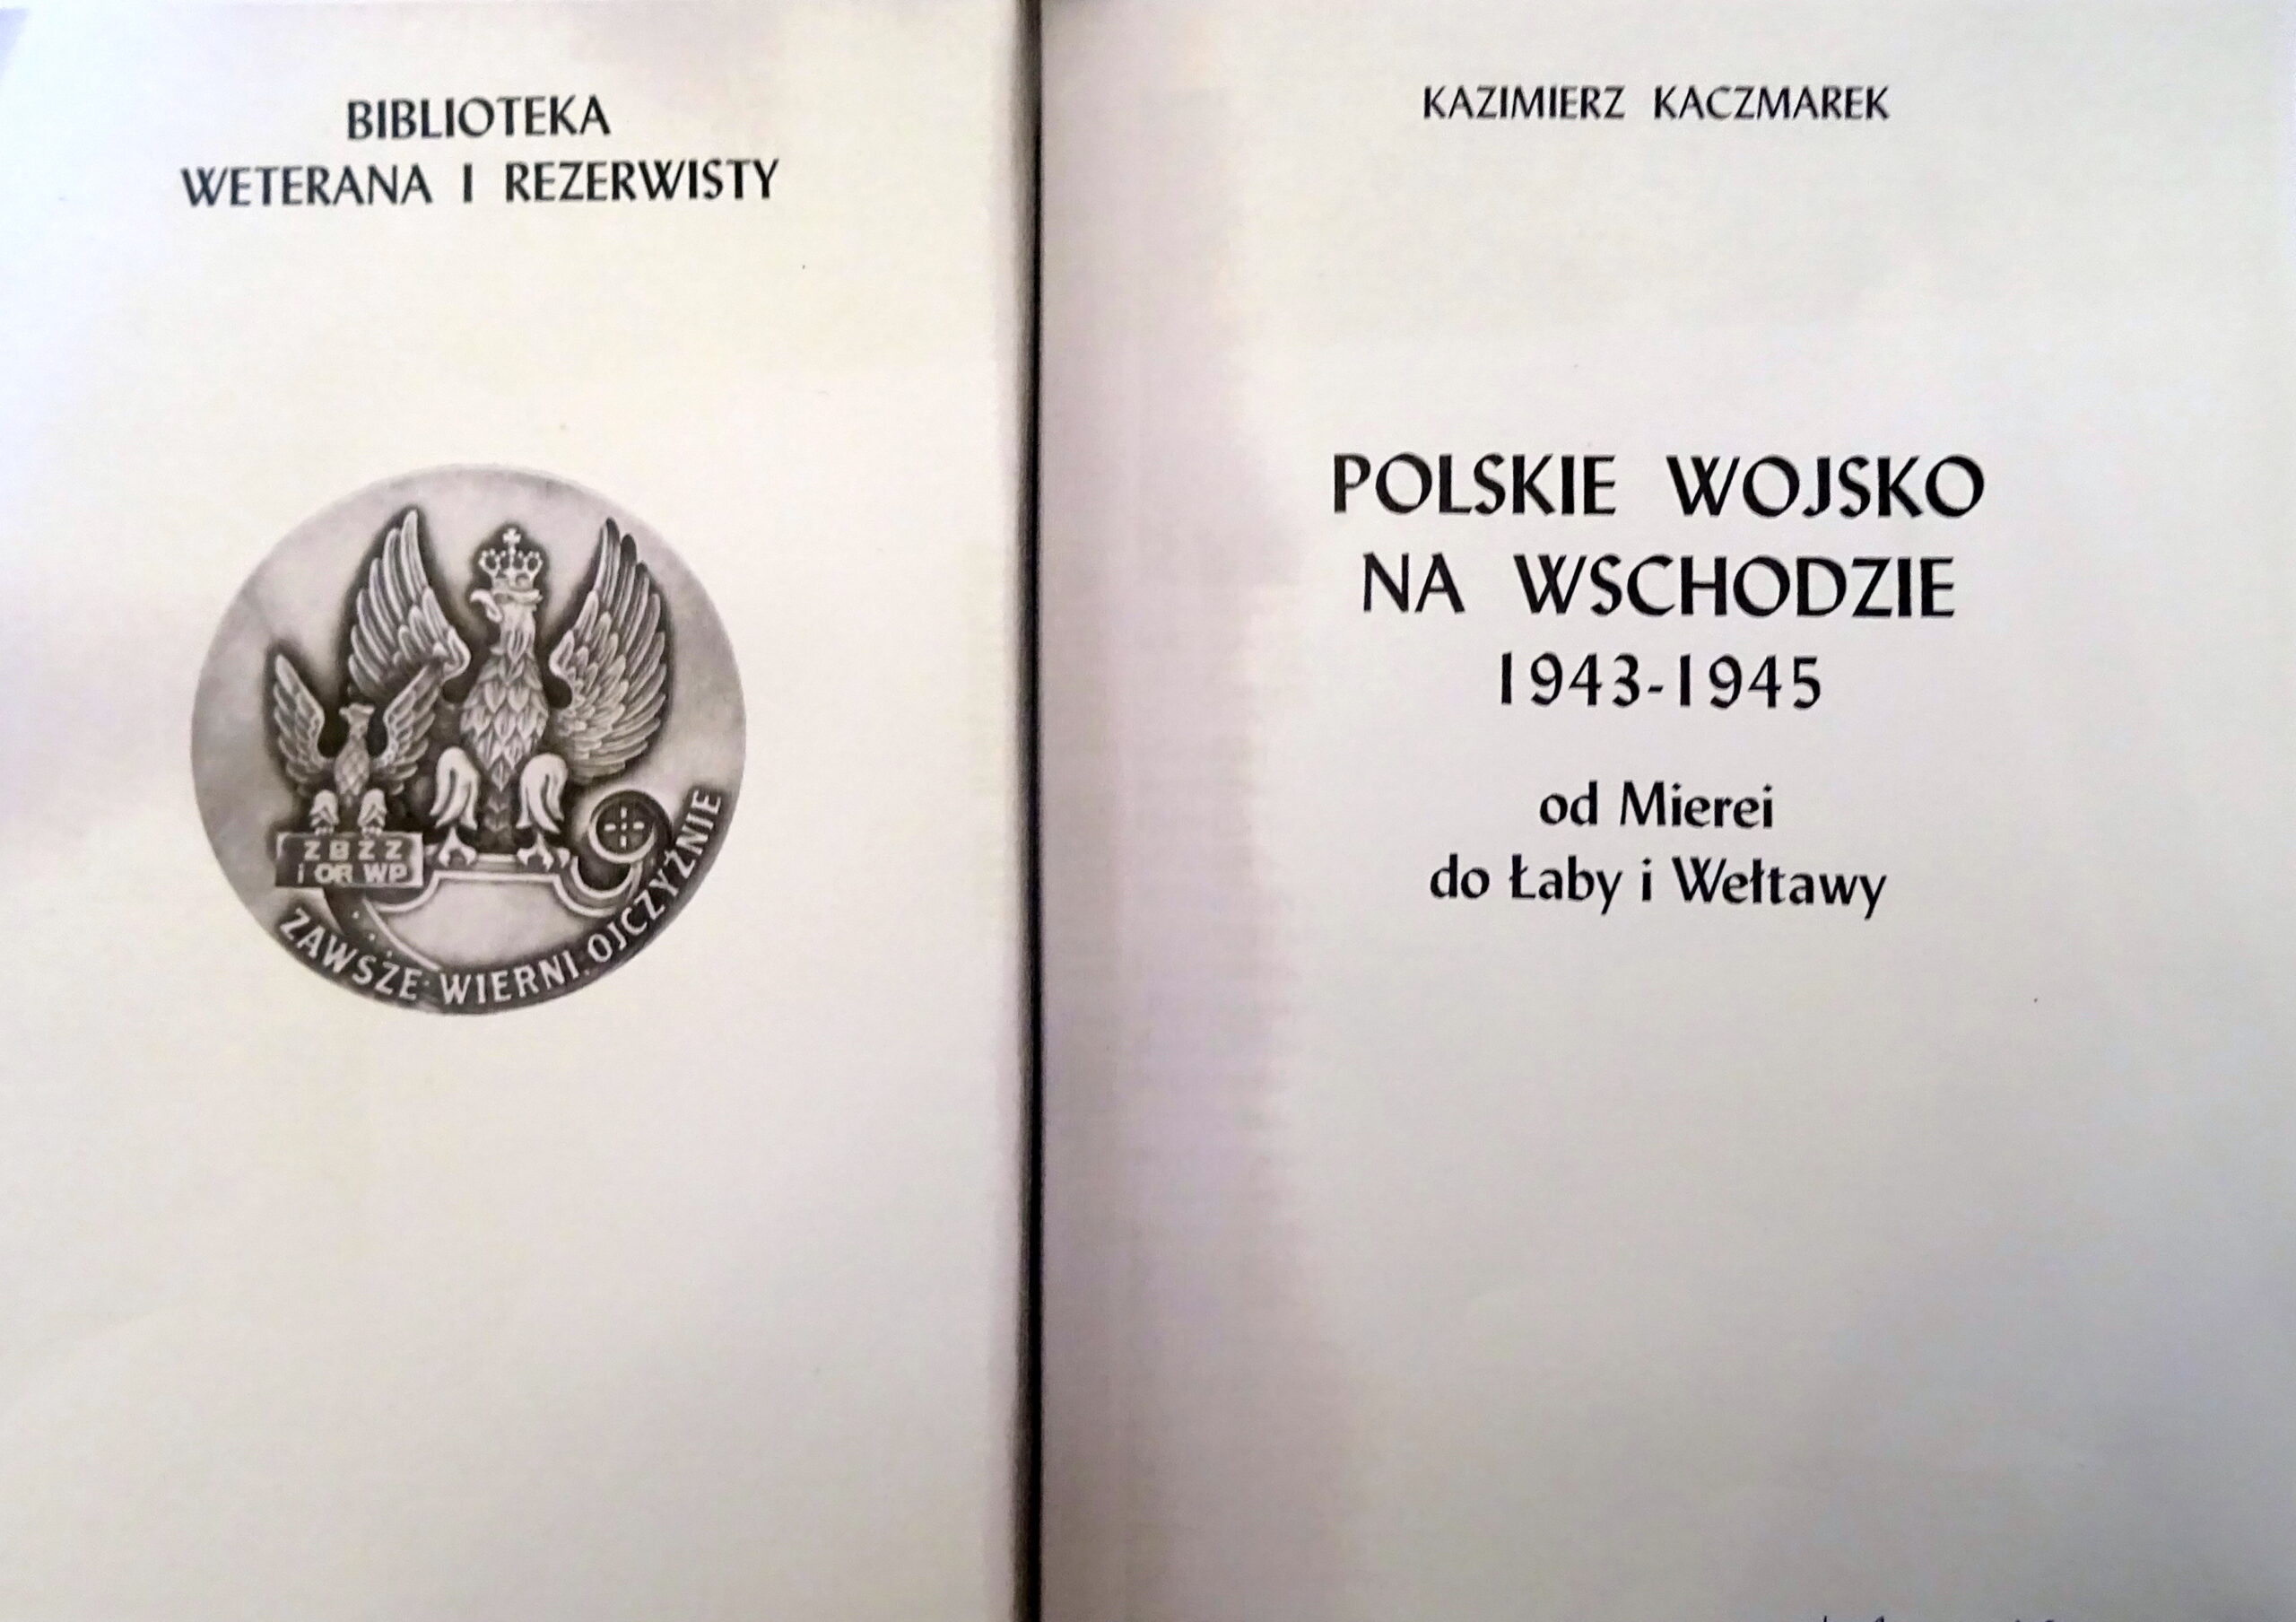 BIBLIOTEKA
WETERANA I REZERWISTY
Z B Ż Z
i OR WP
ZAWSZE · WIERNI · OJCZYŹNIE
KAZIMIERZ KACZMAREK
POLSKIE WOJSKO
NA WSCHODZIE
1943-1945
od Mierei
do Łaby i Wełtawy